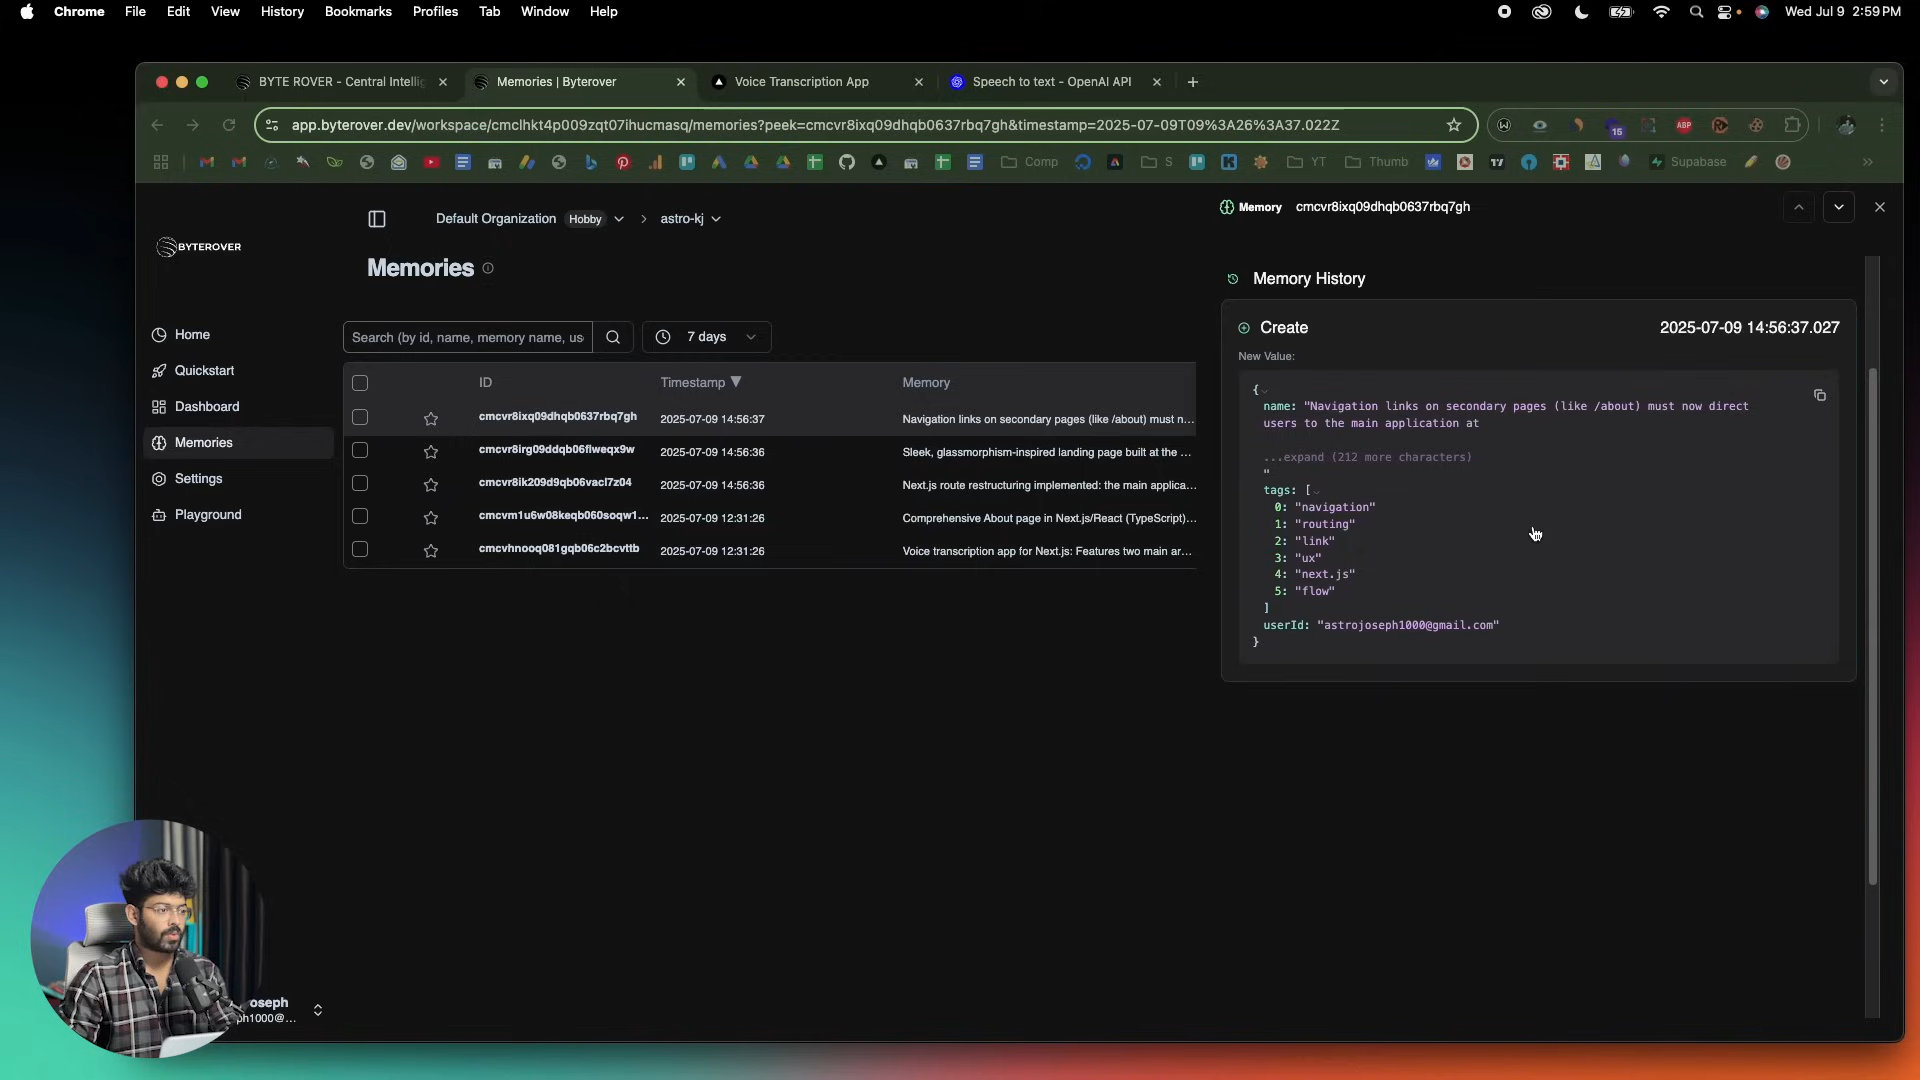 Chrome File Edit View History Bookmarks Profiles Tab Window Help
Wed Jul 9 2:59 PM
BYTE ROVER - Central Intellig
Memories | Byterover
Voice Transcription App
Speech to text - OpenAI API
app.byterover.dev/workspace/cmclhkt4p009zqt07ihucmasq/memories?peek=cmcvr8ixq09dhqb0637rbq7gh&timestamp=2025-07-09T09%3A26%3A37.022Z
15
ABP
Comp
S
YT
Thumb
Supabase
BYTEROVER
Home
Quickstart
Dashboard
Memories
Settings
Playground
oseph
ph1000@...
Default Organization Hobby > astro-kj
Memories
Search (by id, name, memory name, us
7 days
ID Timestamp ▼ Memory
cmcvr8ixq09dhqb0637rbq7gh 2025-07-09 14:56:37 Navigation links on secondary pages (like /about) must n...
cmcvr8irg09ddqb06flweqx9w 2025-07-09 14:56:36 Sleek, glassmorphism-inspired landing page built at the ...
cmcvr8ik209d9qb06vacl7z04 2025-07-09 14:56:36 Next.js route restructuring implemented: the main applica...
cmcvm1u6w08keqb060soqw1... 2025-07-09 12:31:26 Comprehensive About page in Next.js/React (TypeScript)...
cmcvhnooq081gqb06c2bcvttb 2025-07-09 12:31:26 Voice transcription app for Next.js: Features two main ar...
Memory cmcvr8ixq09dhqb0637rbq7gh
Memory History
Create 2025-07-09 14:56:37.027
New Value:
{
name: "Navigation links on secondary pages (like /about) must now direct
users to the main application at
...expand (212 more characters)
"
tags: [
0: "navigation"
1: "routing"
2: "link"
3: "ux"
4: "next.js"
5: "flow"
]
userId: "astrojoseph1000@gmail.com"
}